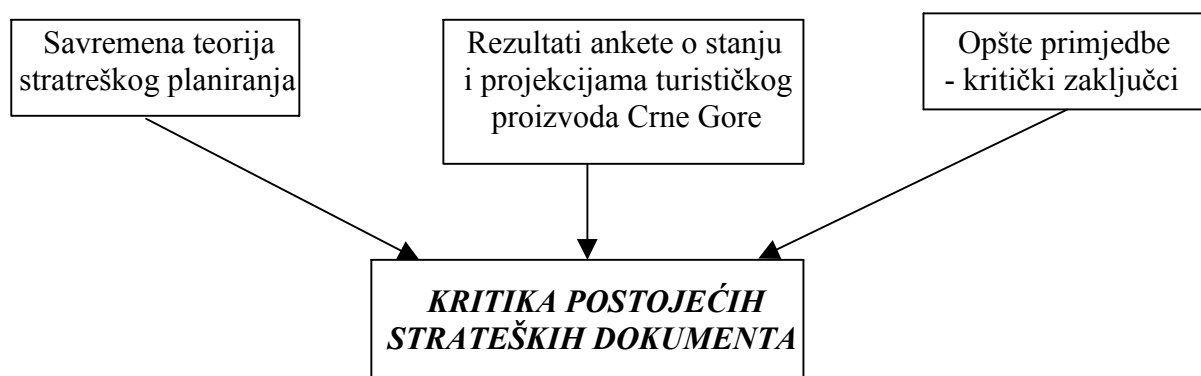 Savremena teorija
stratreškog planiranja
Rezultati ankete o stanju
i projekcijama turističkog
proizvoda Crne Gore
Opšte primjedbe
- kritički zaključci
KRITIKA POSTOJEĆIH
STRATEŠKIH DOKUMENTA